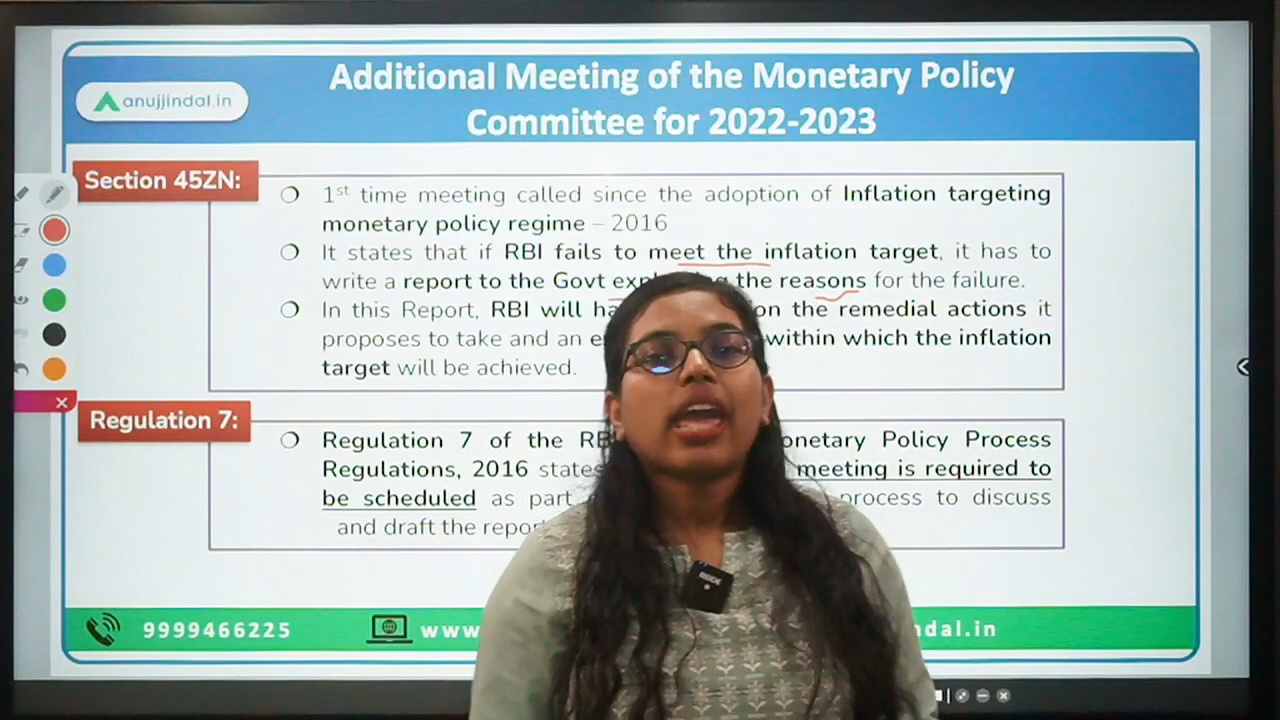 Additional Meeting of the Monetary Policy
Committee for 2022-2023
anujjindal.in
Section 45ZN:
1st time meeting called since the adoption of Inflation targeting
monetary policy regime – 2016
It states that if RBI fails to meet the inflation target, it has to
write a report to the Govt the reasons for the failure.
In this Report, RBI will on the remedial actions it
proposes to take and an within which the inflation
target will be achieved.
Regulation 7:
Regulation 7 of the Policy Process
Regulations, 2016 states meeting is required to
be scheduled as part process to discuss
and draft the
9999466225